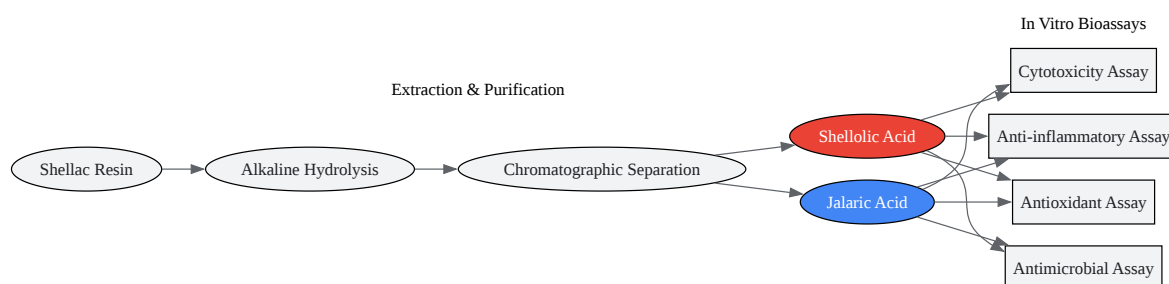 In Vitro Bioassays
Extraction & Purification
Shellac Resin
Alkaline Hydrolysis
Chromatographic Separation
Shellolic Acid
Jalaric Acid
Cytotoxicity Assay
Anti-inflammatory Assay
Antioxidant Assay
Antimicrobial Assay